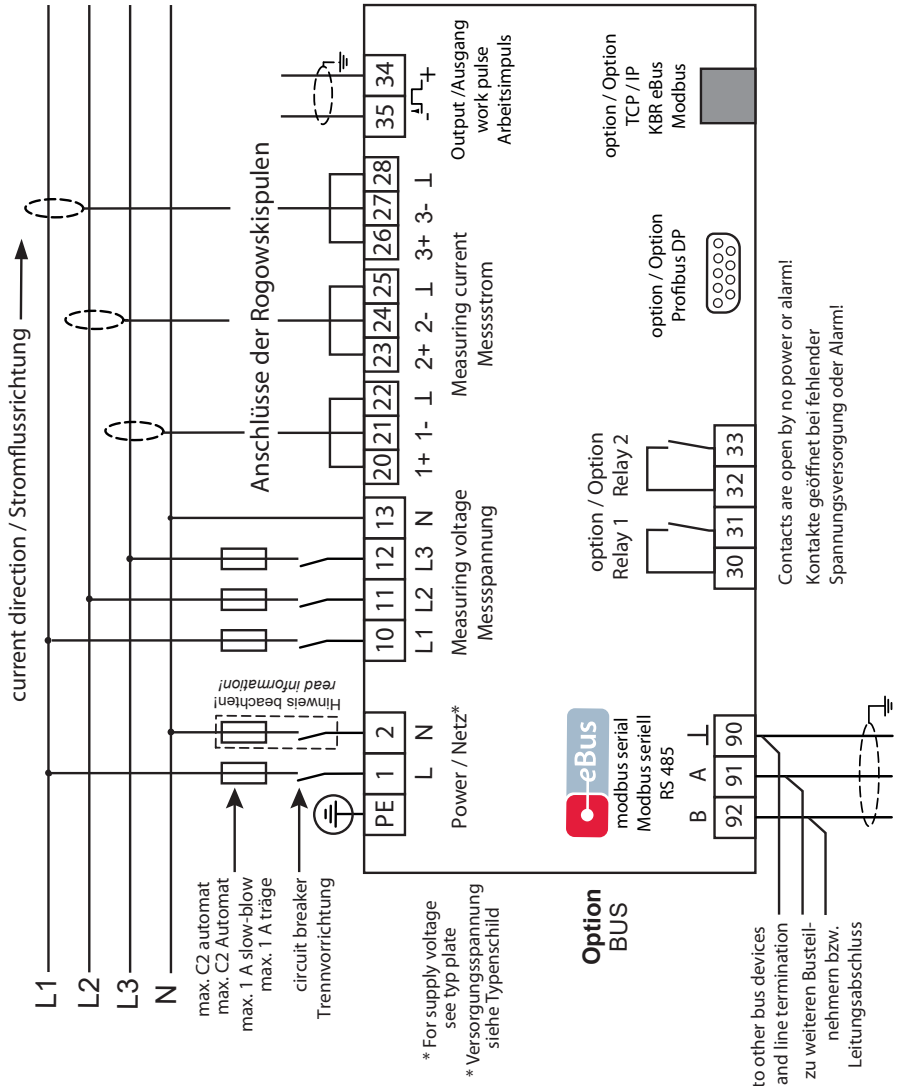 current direction / Stromflussrichtung
L1
L2
L3
N
max. C2 automat
max. C2 Automat
max. 1 A slow-blow
max. 1 A träge
circuit breaker
Trennvorrichtung
Hinweis beachten!
read information!
Anschlüsse der Rogowskispulen
PE
1
2
10
11
12
13
20
21
22
23
24
25
26
27
28
35
34
L
N
L1
L2
L3
N
1+
1-
⊥
2+
2-
⊥
3+
3-
⊥
-
+
Power / Netz*
Measuring voltage
Messspannung
Measuring current
Messsstrom
Output /Ausgang
work pulse
Arbeitsimpuls
* For supply voltage
see typ plate
* Versorgungsspannung
siehe Typenschild
Option
BUS
eBus
modbus serial
Modbus seriell
RS 485
B
A
⊥
92
91
90
option / Option
Relay 1
Relay 2
30
31
32
33
option / Option
Profibus DP
option / Option
TCP / IP
KBR eBus
Modbus
to other bus devices
and line termination
zu weiteren Busteil-
nehmern bzw.
Leitungsabschluss
Contacts are open by no power or alarm!
Kontakte geöffnet bei fehlender
Spannungsversorgung oder Alarm!